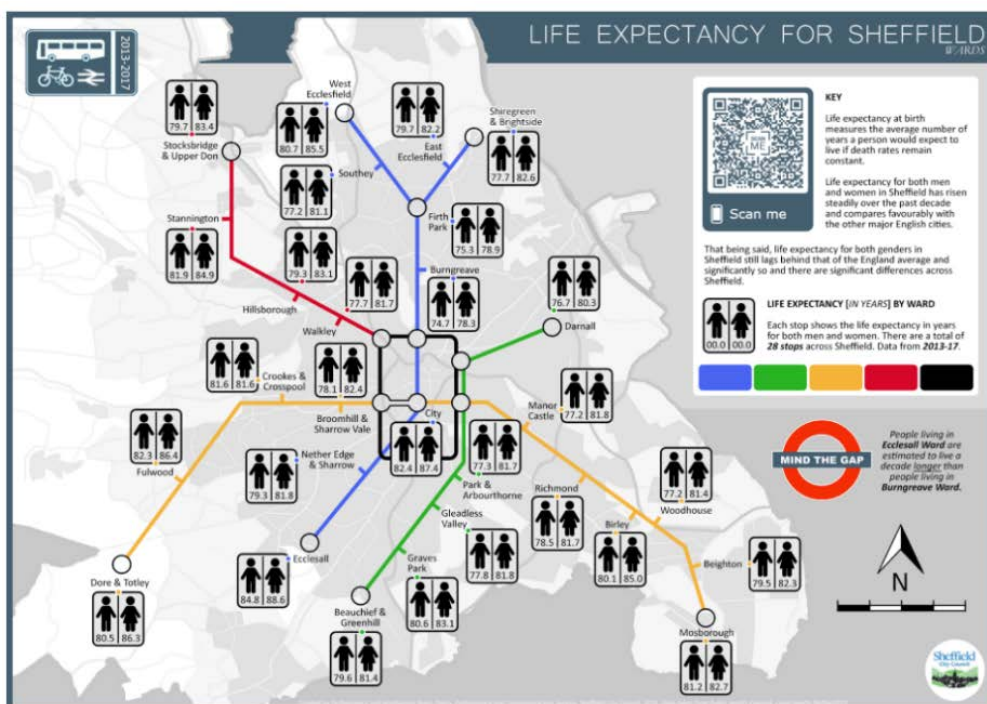 2013-2017
LIFE EXPECTANCY FOR SHEFFIELD
WARDS
79.7 83.4
Stocksbridge
& Upper Don
West
Ecclesfield
80.7 85.5
79.7 82.2
East
Ecclesfield
Shiregreen
& Brightside
77.7 82.6
Southey
77.2 81.1
Stannington
81.9 84.9
Firth
Park
75.3 78.9
79.3 83.1
Hillsborough
77.7 81.7
Walkley
Burngreave
74.7 78.3
76.7 80.3
Darnall
81.6 81.6
Crookes &
Crosspool
78.1 82.4
Broomhill &
Sharrow Vale
82.3 86.4
Fulwood
Nether Edge
& Sharrow
79.3 81.8
City
82.4 87.4
77.3 81.7
Park &
Arbourthorne
Manor
Castle
77.2 81.8
Richmond
78.5 81.7
77.2 81.4
Woodhouse
Birley
80.1 85.0
Beighton
79.5 82.3
Gleadless
Valley
77.8 81.8
Ecclesall
84.8 88.6
Graves
Park
80.6 83.1
Dore & Totley
80.5 86.3
Beauchief &
Greenhill
79.6 81.4
Mosborough
81.2 82.7
Scan me
KEY
Life expectancy at birth
measures the average number of
years a person would expect to
live if death rates remain
constant.
Life expectancy for both men
and women in Sheffield has risen
steadily over the past decade
and compares favourably with
the other major English cities.
That being said, life expectancy for both genders in
Sheffield still lags behind that of the England average and
significantly so and there are significant differences across
Sheffield.
LIFE EXPECTANCY [IN YEARS] BY WARD
00.0 00.0
Each stop shows the life expectancy in years
for both men and women. There are a total of
28 stops across Sheffield. Data from 2013-17.
MIND THE GAP
People living in
Ecclesall Ward are
estimated to live a
decade longer than
people living in
Burngreave Ward.
N
Sheffield
City Council